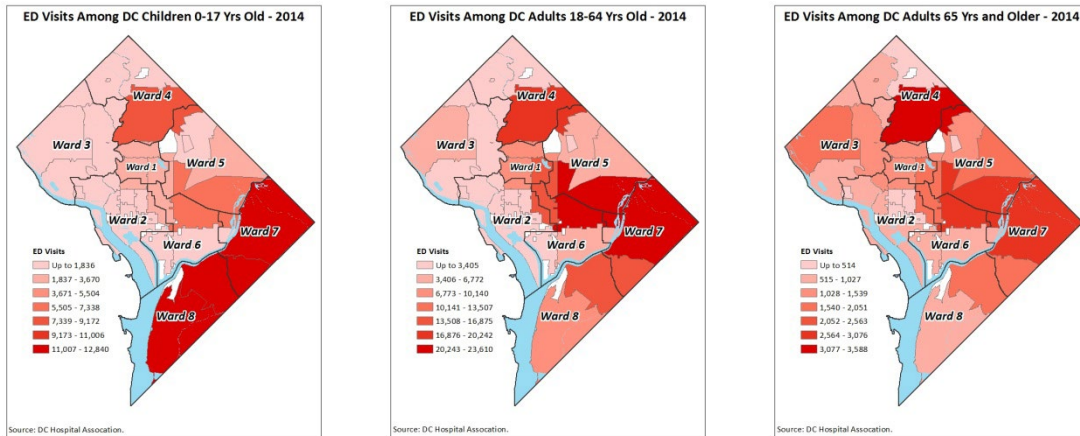 ED Visits Among DC Children 0-17 Yrs Old - 2014
Ward 4
Ward 3
Ward 1
Ward 5
Ward 2
Ward 7
Ward 6
Ward 8
ED Visits
Up to 1,836
1,837 - 3,670
3,671 - 5,504
5,505 - 7,338
7,339 - 9,172
9,173 - 11,006
11,007 - 12,840
Source: DC Hospital Assocation.
ED Visits Among DC Adults 18-64 Yrs Old - 2014
Ward 4
Ward 3
Ward 1
Ward 5
Ward 2
Ward 7
Ward 6
Ward 8
ED Visits
Up to 3,405
3,406 - 6,772
6,773 - 10,140
10,141 - 13,507
13,508 - 16,875
16,876 - 20,242
20,243 - 23,610
Source: DC Hospital Assocation.
ED Visits Among DC Adults 65 Yrs and Older - 2014
Ward 4
Ward 3
Ward 1
Ward 5
Ward 2
Ward 7
Ward 6
Ward 8
ED Visits
Up to 514
515 - 1,027
1,028 - 1,539
1,540 - 2,051
2,052 - 2,563
2,564 - 3,076
3,077 - 3,588
Source: DC Hospital Assocation.